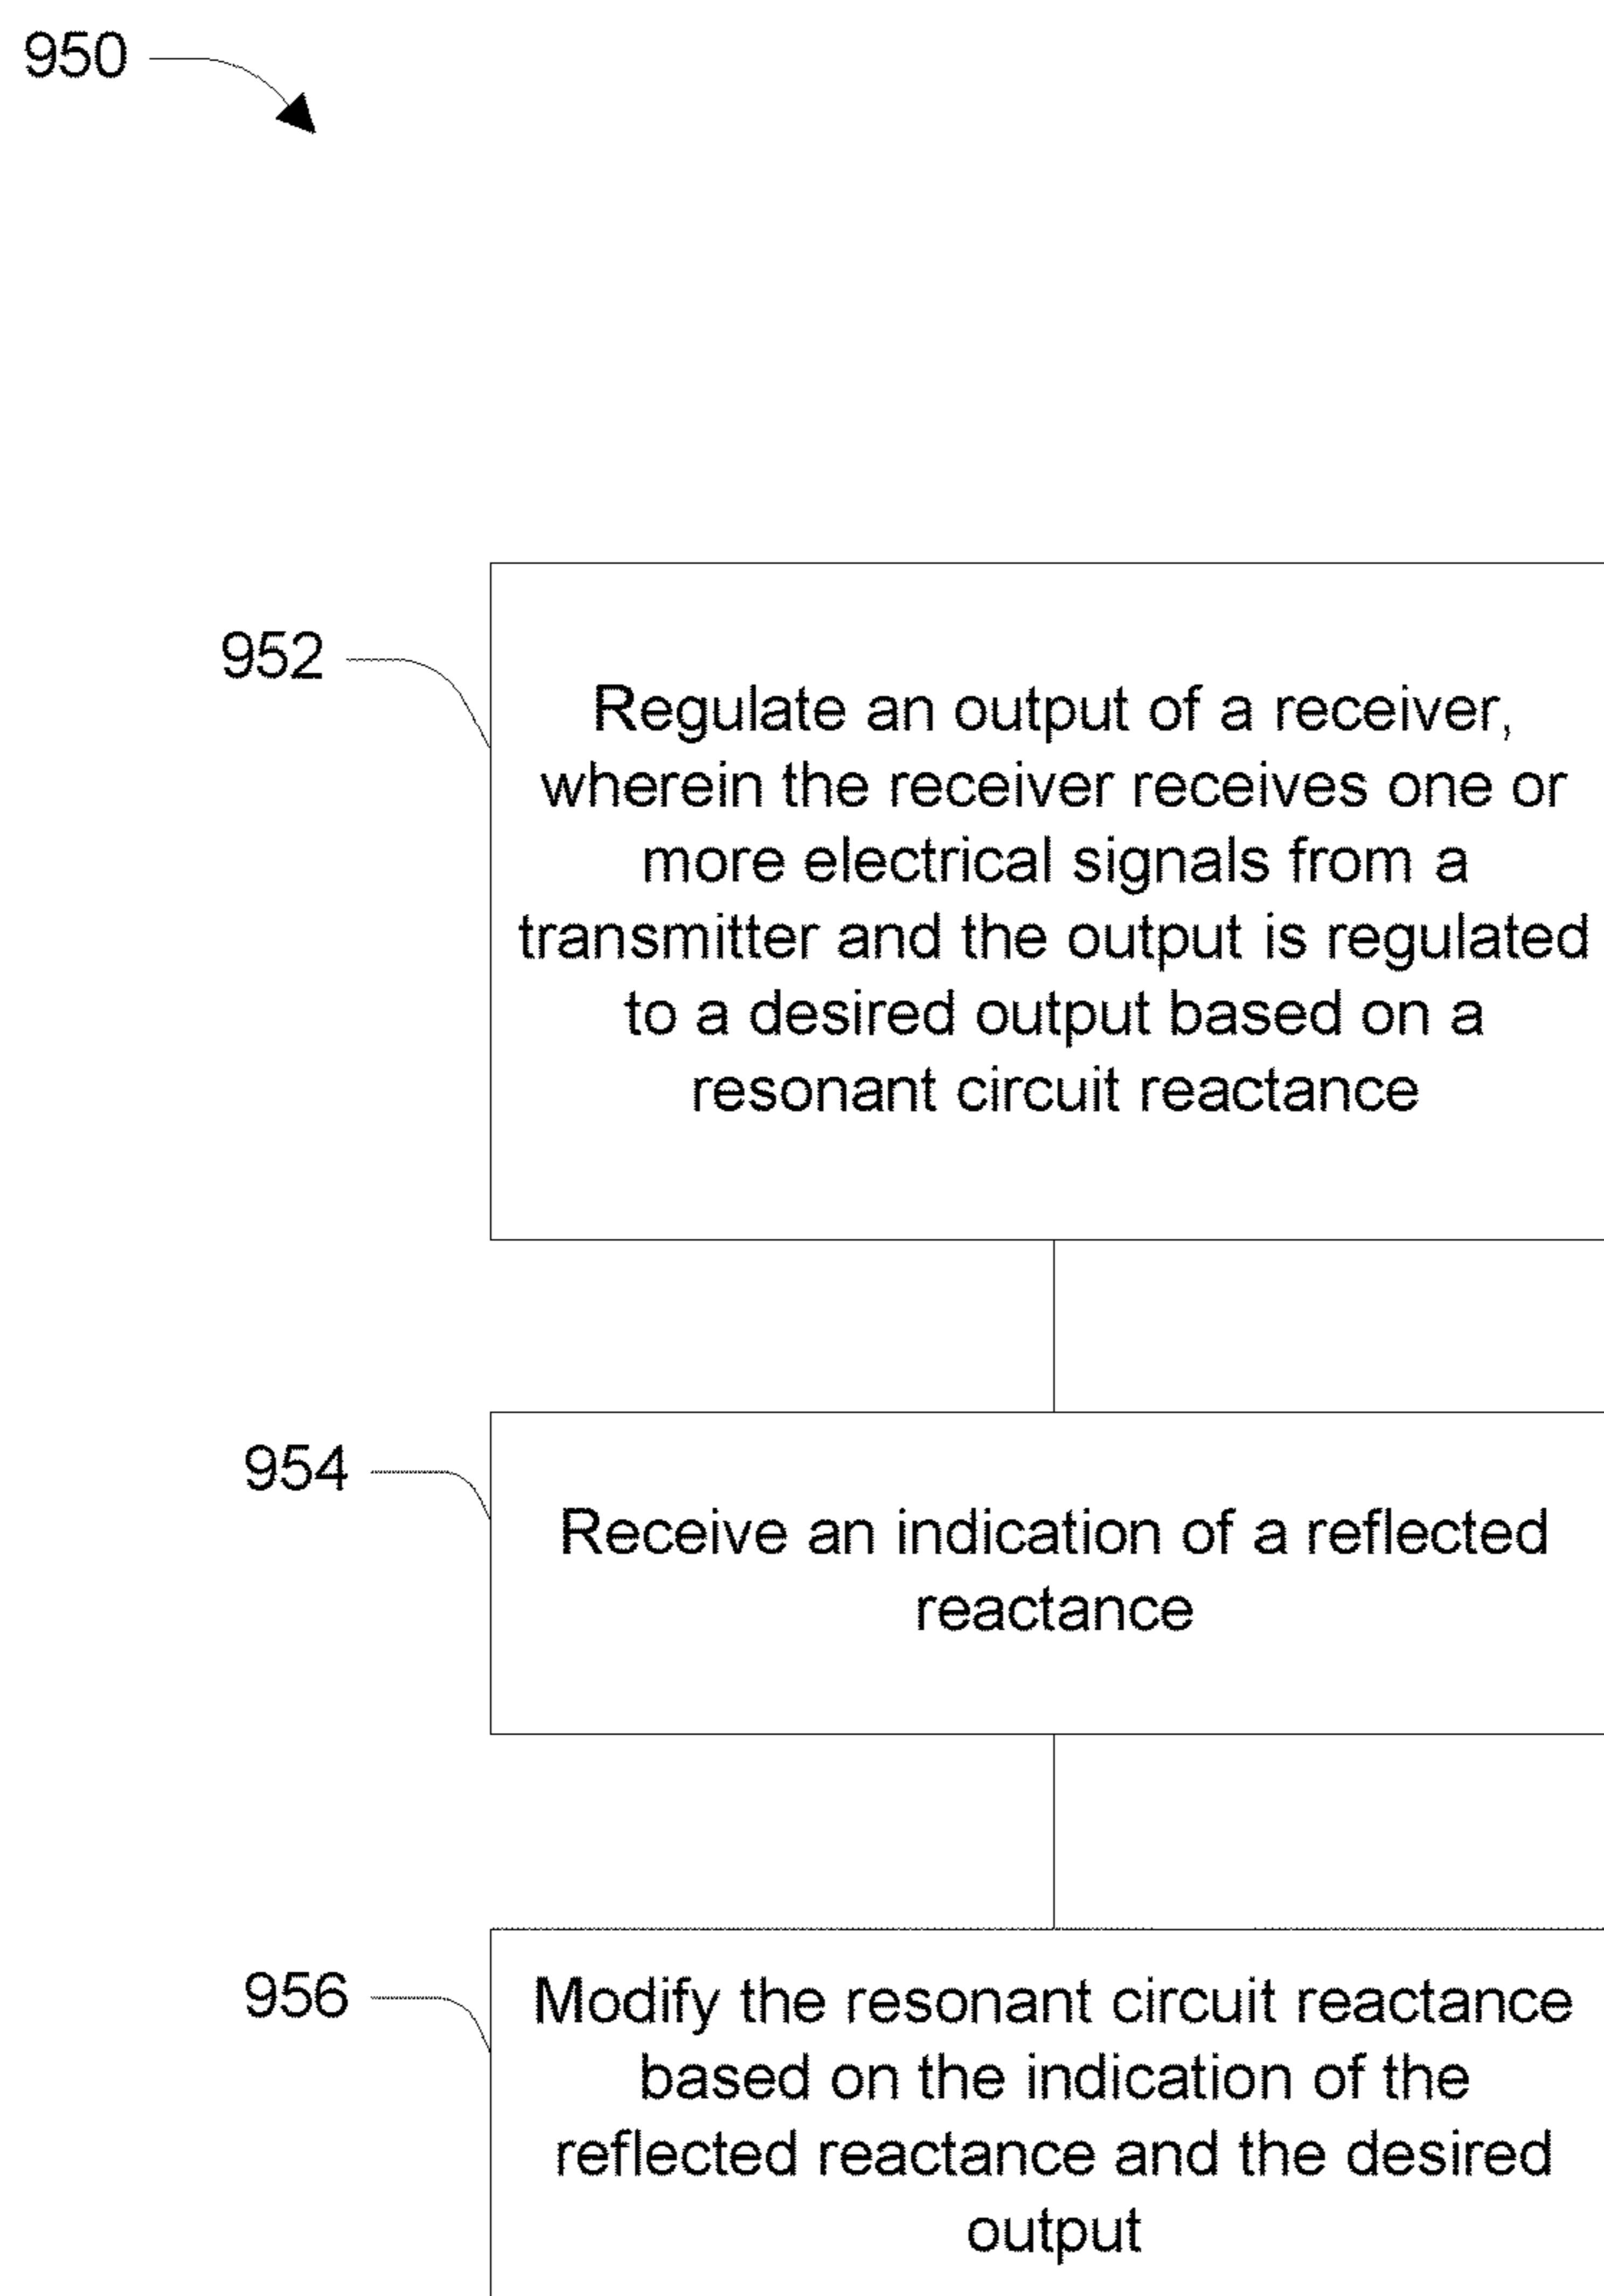 950
952
Regulate an output of a receiver,
wherein the receiver receives one or
more electrical signals from a
transmitter and the output is regulated
to a desired output based on a
resonant circuit reactance
954
Receive an indication of a reflected
reactance
956
Modify the resonant circuit reactance
based on the indication of the
reflected reactance and the desired
output